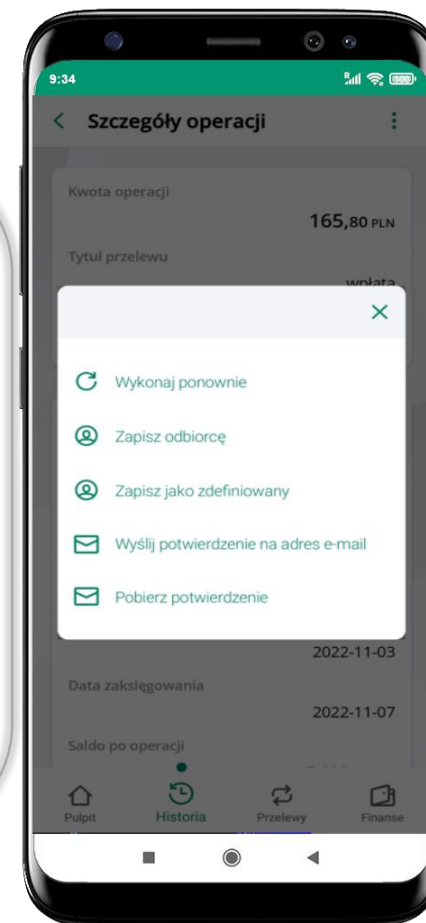 9:34
100
Szczegóły operacji
Kwota operacji
165,80 PLN
Tytuł przelewu
wpłata
Wykonaj ponownie
Zapisz odbiorcę
Zapisz jako zdefiniowany
Wyślij potwierdzenie na adres e-mail
Pobierz potwierdzenie
2022-11-03
Data zaksięgowania
2022-11-07
Saldo po operacji
Pulpit
Historia
Przelewy
Finanse